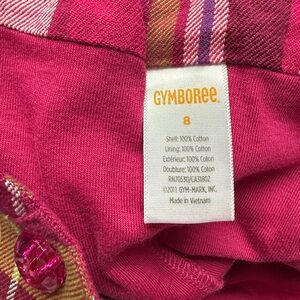 GYMBOREE
8
Shell: 100% Cotton
Lining: 100% Cotton
Extérieur: 100% Coton
Doublure: 100% Coton
RN70530/CA31802
©2011 GYM-MARK, INC.
Made in Vietnam